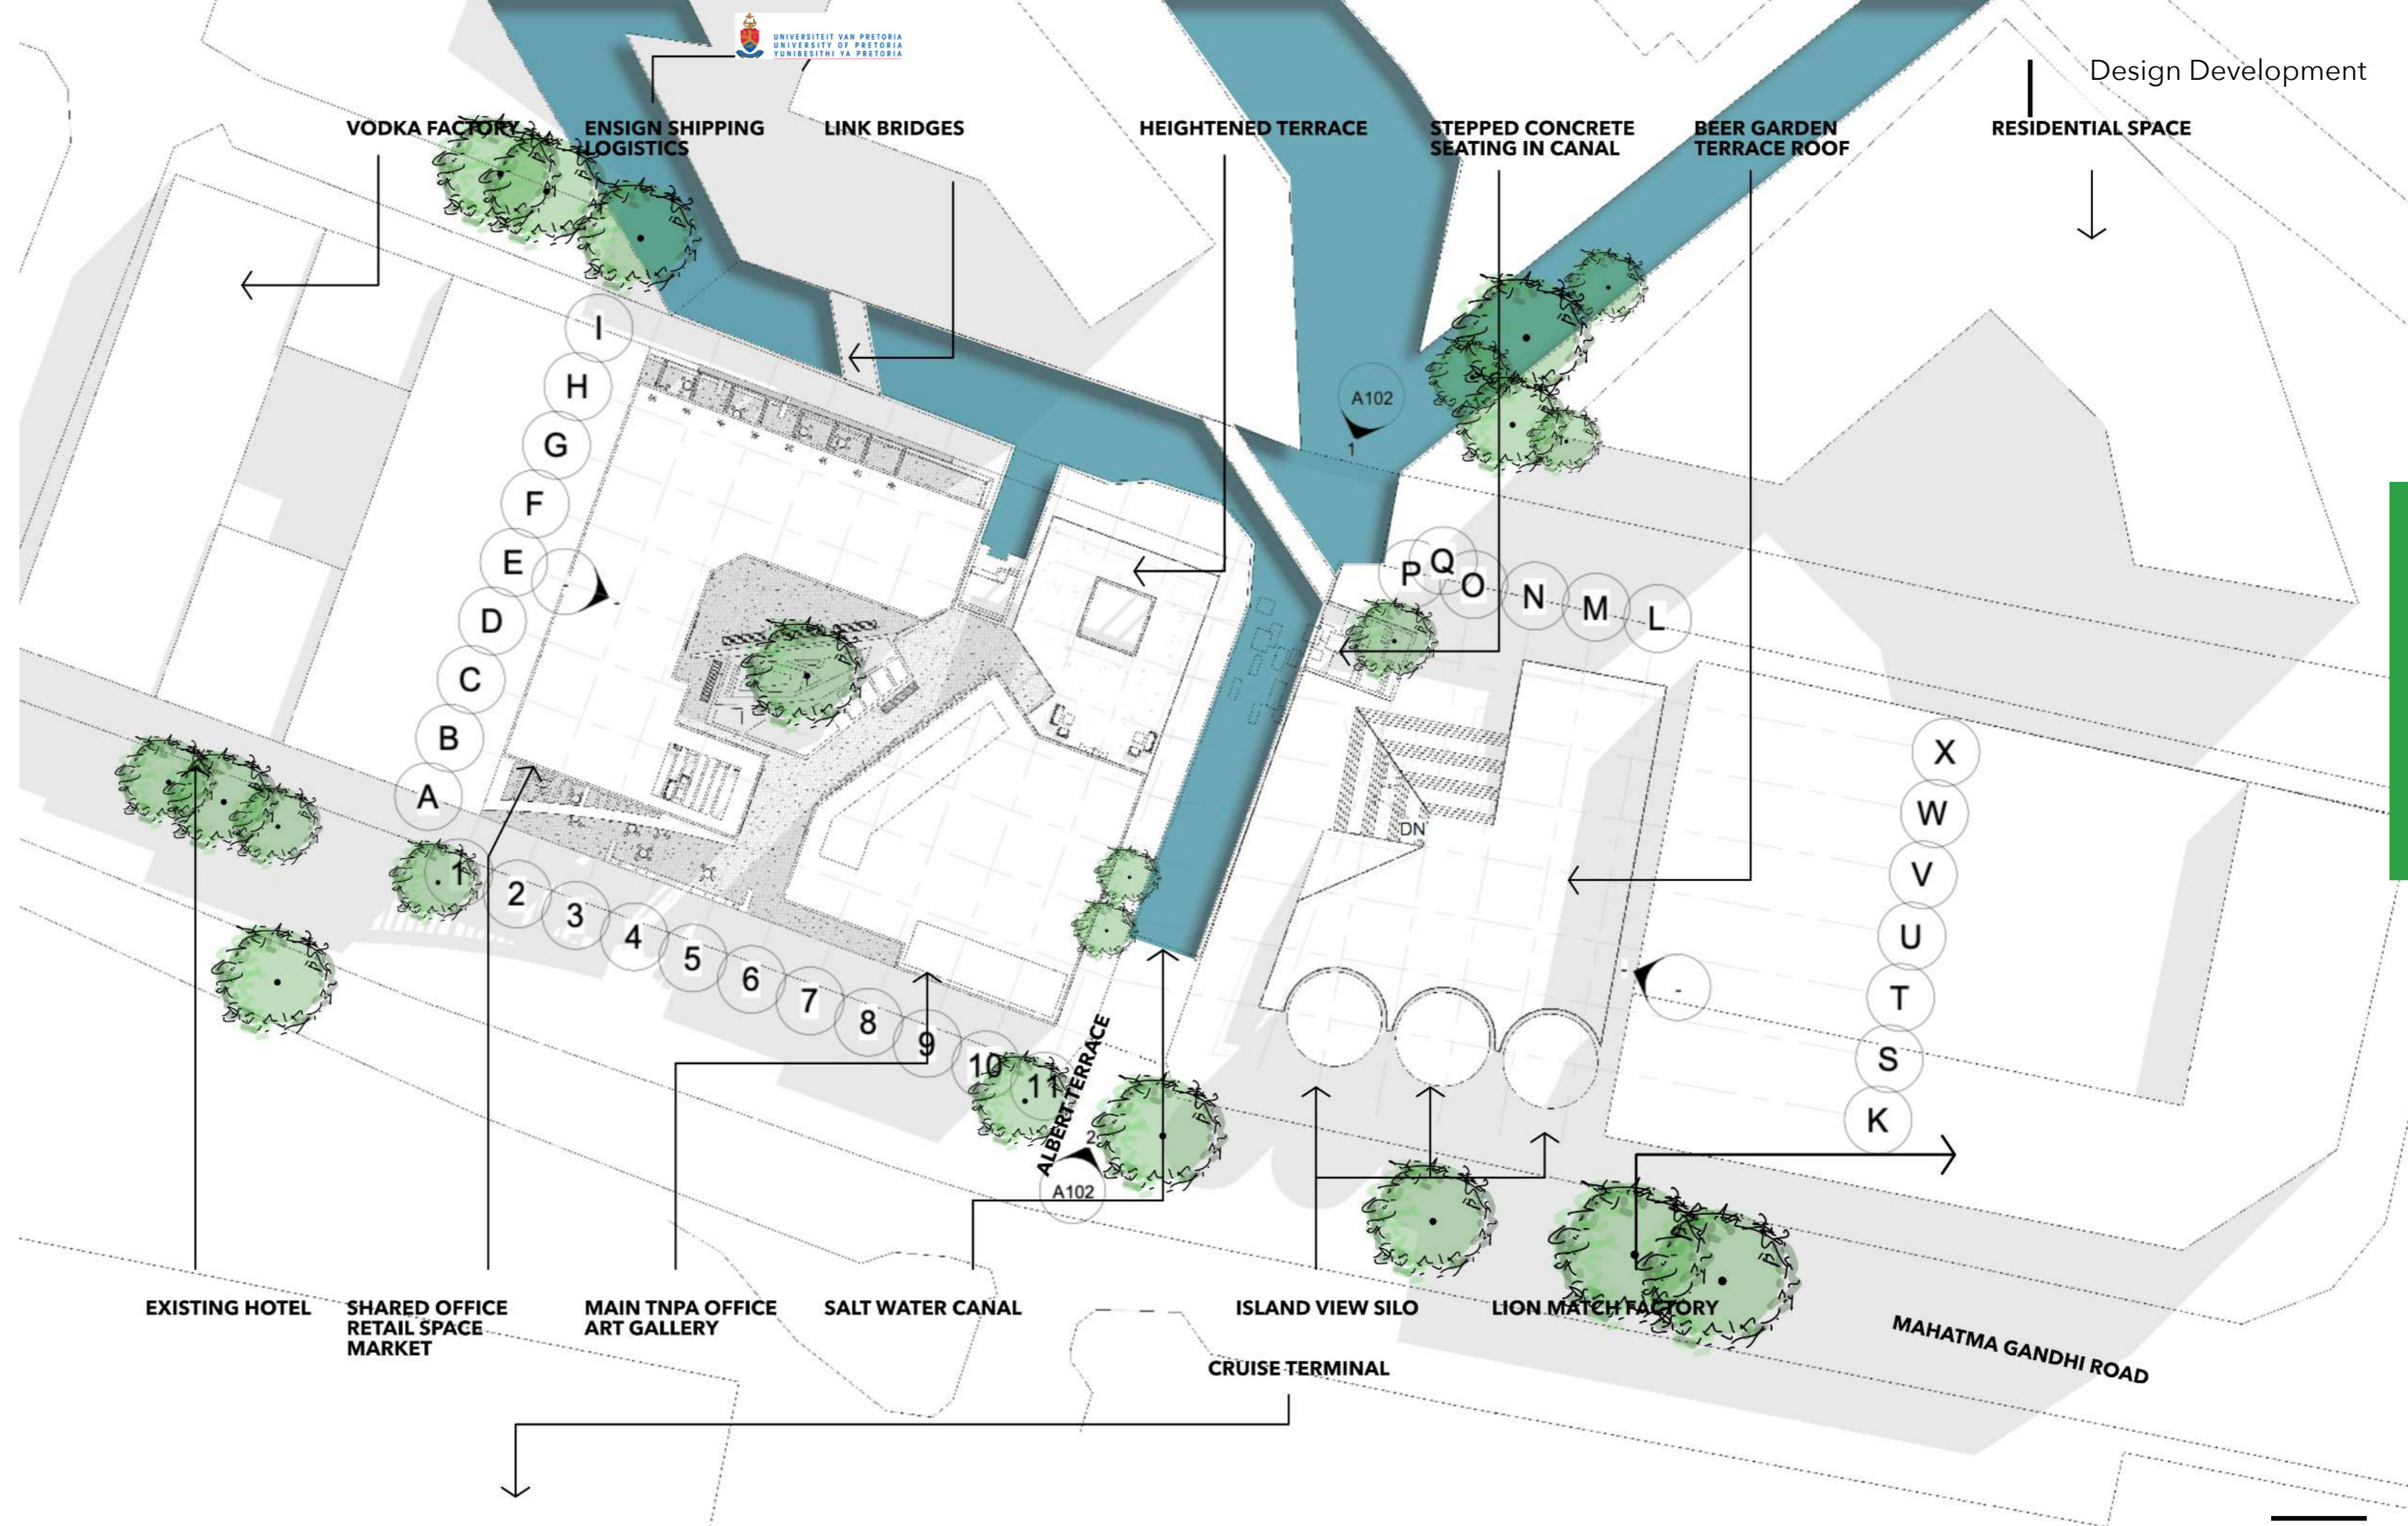 UNIVERSITEIT VAN PRETORIA
UNIVERSITY OF PRETORIA
YUNIBESITHI YA PRETORIA
Design Development
VODKA FACTORY
ENSIGN SHIPPING
LOGISTICS
LINK BRIDGES
HEIGHTENED TERRACE
STEPPED CONCRETE
SEATING IN CANAL
BEER GARDEN
TERRACE ROOF
RESIDENTIAL SPACE
I
H
G
F
E
D
C
B
A
-
-
A102
1
P
Q
O
N
M
L
DN
X
W
V
U
T
S
K
-
-
1
2
3
4
5
6
7
8
9
10
11
ALBERT TERRACE
2
A102
EXISTING HOTEL
SHARED OFFICE
RETAIL SPACE
MARKET
MAIN TNPA OFFICE
ART GALLERY
SALT WATER CANAL
ISLAND VIEW SILO
LION MATCH FACTORY
CRUISE TERMINAL
MAHATMA GANDHI ROAD